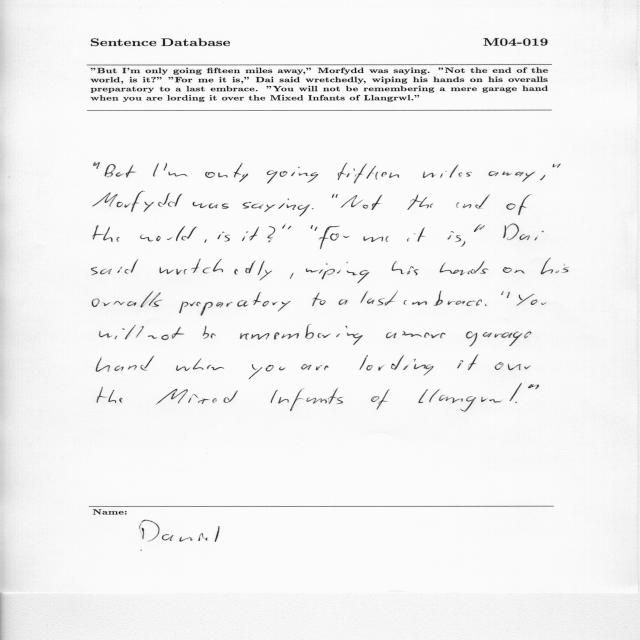 Sentence Database M04-019
"But I'm only going fifteen miles away," Morfydd was saying. "Not the end of the
world, is it?" "For me it is," Dai said wretchedly, wiping his hands on his overalls
preparatory to a last embrace. "You will not be remembering a mere garage hand
when you are lording it over the Mixed Infants of Llangrwl."
"But I'm only going fifteen miles away,"
Morfydd was saying. "Not the end of
the world, is it?" "For me it is," Dai
said wretchedly, wiping his hands on his
overalls preparatory to a last embrace. "You
will not be remembering a mere garage
hand when you are lording it over
the Mixed Infants of Llangrwl."
Name:
Daniel